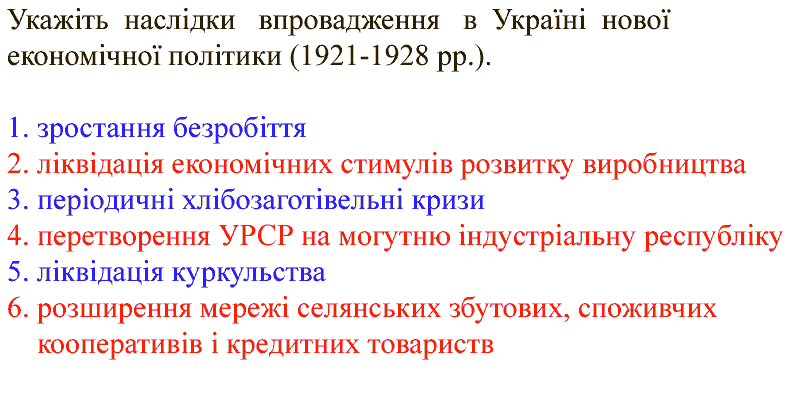 Укажіть наслідки впровадження в Україні нової
економічної політики (1921-1928 рр.).
1. зростання безробіття
2. ліквідація економічних стимулів розвитку виробництва
3. періодичні хлібозаготівельні кризи
4. перетворення УРСР на могутню індустріальну республіку
5. ліквідація куркульства
6. розширення мережі селянських збутових, споживчих
кооперативів і кредитних товариств